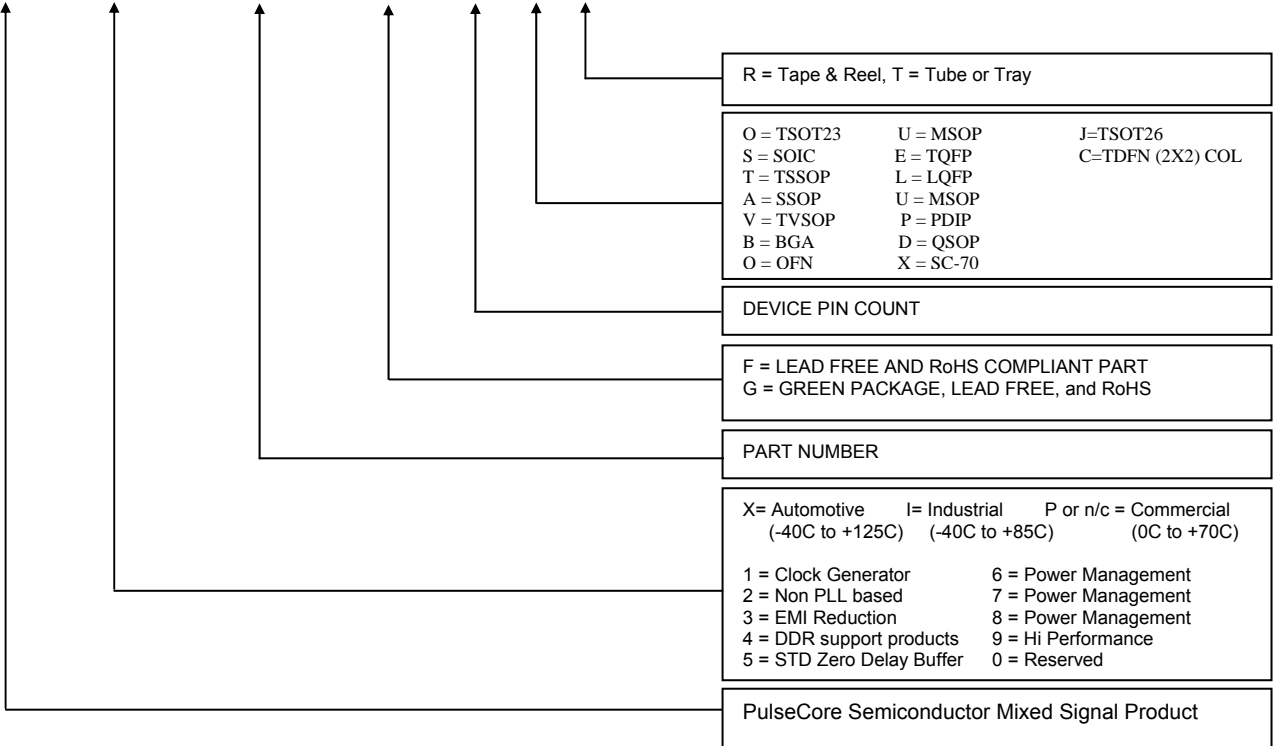 R = Tape & Reel, T = Tube or Tray
O = TSOT23 U = MSOP J=TSOT26
S = SOIC E = TQFP C=TDFN (2X2) COL
T = TSSOP L = LQFP
A = SSOP U = MSOP
V = TVSOP P = PDIP
B = BGA D = QSOP
O = OFN X = SC-70
DEVICE PIN COUNT
F = LEAD FREE AND RoHS COMPLIANT PART
G = GREEN PACKAGE, LEAD FREE, and RoHS
PART NUMBER
X= Automotive I= Industrial P or n/c = Commercial
(-40C to +125C) (-40C to +85C) (0C to +70C)
1 = Clock Generator 6 = Power Management
2 = Non PLL based 7 = Power Management
3 = EMI Reduction 8 = Power Management
4 = DDR support products 9 = Hi Performance
5 = STD Zero Delay Buffer 0 = Reserved
PulseCore Semiconductor Mixed Signal Product